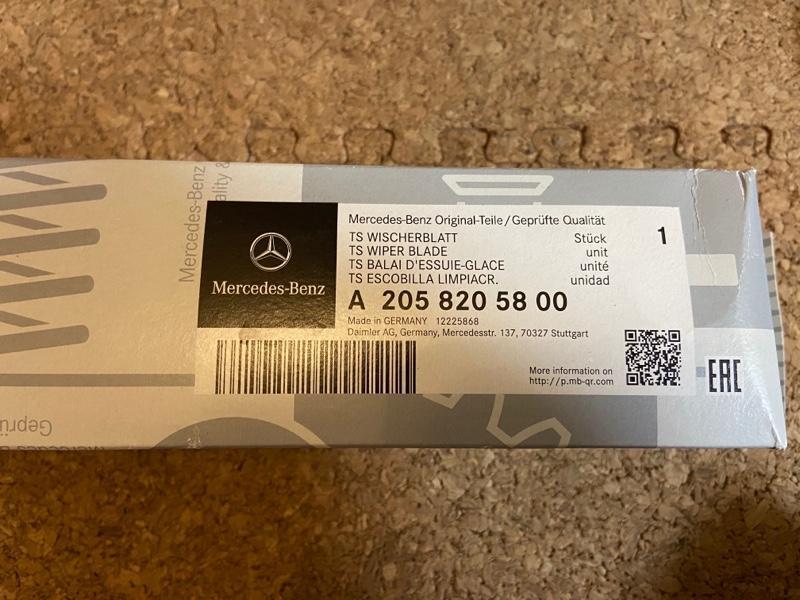 Mercedes-Benz
ality &
Mercedes-Benz Original-Teile / Geprüfte Qualität
TS WISCHERBLATT Stück 1
TS WIPER BLADE unit
TS BALAI D'ESSUIE-GLACE unité
TS ESCOBILLA LIMPIACR. unidad
Mercedes-Benz
A 205 820 58 00
Made in GERMANY 12225868
Daimler AG, Germany, Mercedesstr. 137, 70327 Stuttgart
More information on
http://p.mb-qr.com
EAC
Geprü